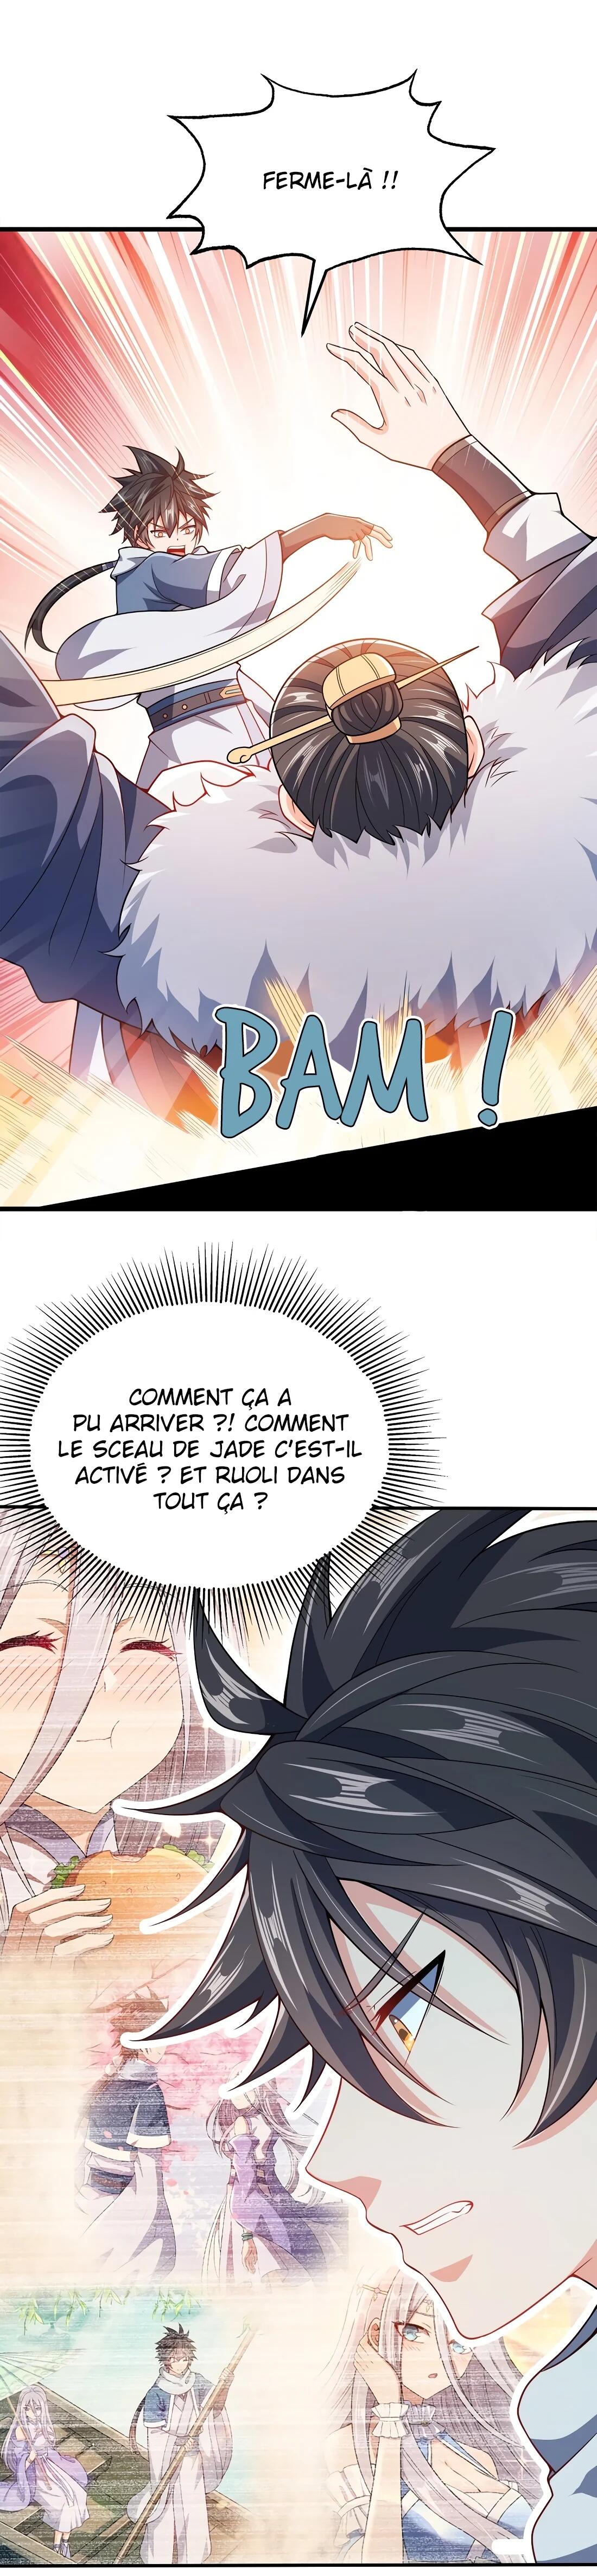 FERME-LÀ !!
BAM !
COMMENT ÇA A
PU ARRIVER ?! COMMENT
LE SCEAU DE JADE C'EST-IL
ACTIVÉ ? ET RUOLI DANS
TOUT ÇA ?